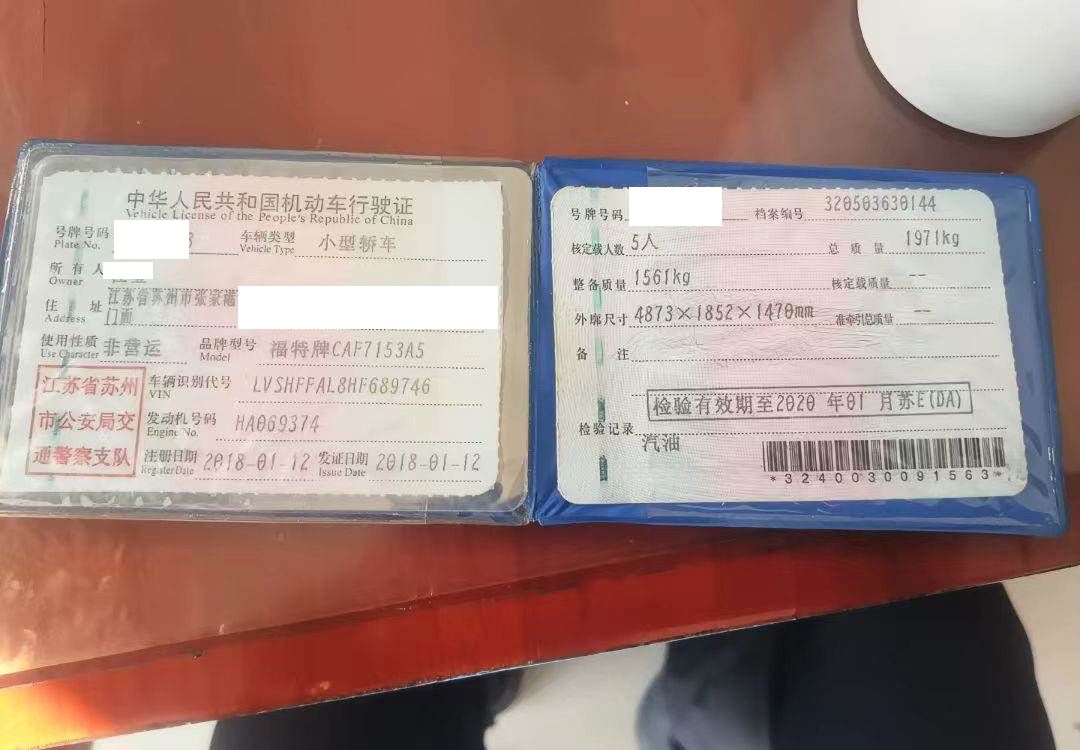 中华人民共和国机动车行驶证
Vehicle License of the People's Republic of China
号牌号码
Plate No.
车辆类型 小型轿车
Vehicle Type
所有人
Owner
住址 江苏省苏州市张家港
Address 门面
使用性质 非营运
Use Character
品牌型号 福特牌CAF7153A5
Model
江苏省苏州
市公安局交
通警察支队
车辆识别代号 LVSHFFAL8HF689746
VIN
发动机号码 HA069374
Engine No.
注册日期 2018-01-12 发证日期 2018-01-12
Register Date Issue Date
号牌号码 档案编号 320503630144
核定载人数 5人 总质量 1971kg
整备质量 1561kg 核定载质量 --
外廓尺寸 4873×1852×1470mm 准牵引总质量 --
备注
检验有效期至2020年01月苏E(DA)
检验记录
汽油
*3240030091563*